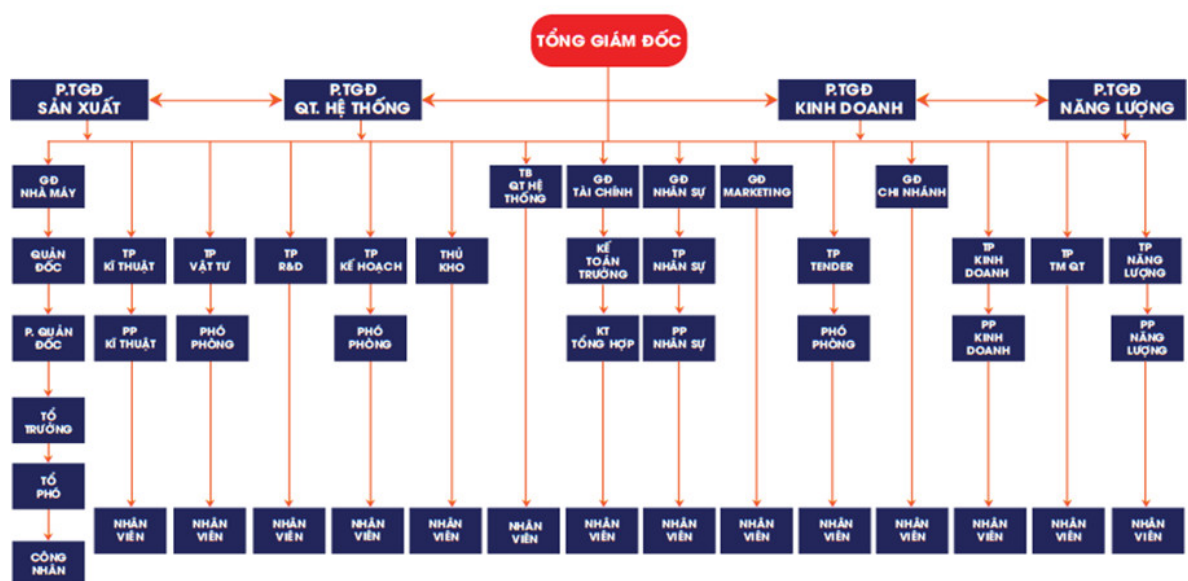 TỔNG GIÁM ĐỐC
P.TGĐ
SẢN XUẤT
P.TGĐ
QT. HỆ THỐNG
P.TGĐ
KINH DOANH
P.TGĐ
NĂNG LƯỢNG
GĐ
NHÀ MÁY
TB
QT HỆ
THỐNG
GĐ
TÀI CHÍNH
GĐ
NHÂN SỰ
GĐ
MARKETING
GĐ
CHI NHÁNH
QUẢN
ĐỐC
TP
KĨ THUẬT
TP
VẬT TƯ
TP
R&D
TP
KẾ HOẠCH
THỦ
KHO
KẾ
TOÁN
TRƯỞNG
TP
NHÂN SỰ
TP
TENDER
TP
KINH
DOANH
TP
TM QT
TP
NĂNG
LƯỢNG
P. QUẢN
ĐỐC
PP
KĨ THUẬT
PHÓ
PHÒNG
PHÓ
PHÒNG
KT
TỔNG HỢP
PP
NHÂN SỰ
PHÓ
PHÒNG
PP
KINH
DOANH
PP
NĂNG
LƯỢNG
TỔ
TRƯỞNG
TỔ
PHÓ
NHÂN
VIÊN
NHÂN
VIÊN
NHÂN
VIÊN
NHÂN
VIÊN
NHÂN
VIÊN
NHÂN
VIÊN
NHÂN
VIÊN
NHÂN
VIÊN
NHÂN
VIÊN
NHÂN
VIÊN
NHÂN
VIÊN
NHÂN
VIÊN
NHÂN
VIÊN
NHÂN
VIÊN
CÔNG
NHÂN